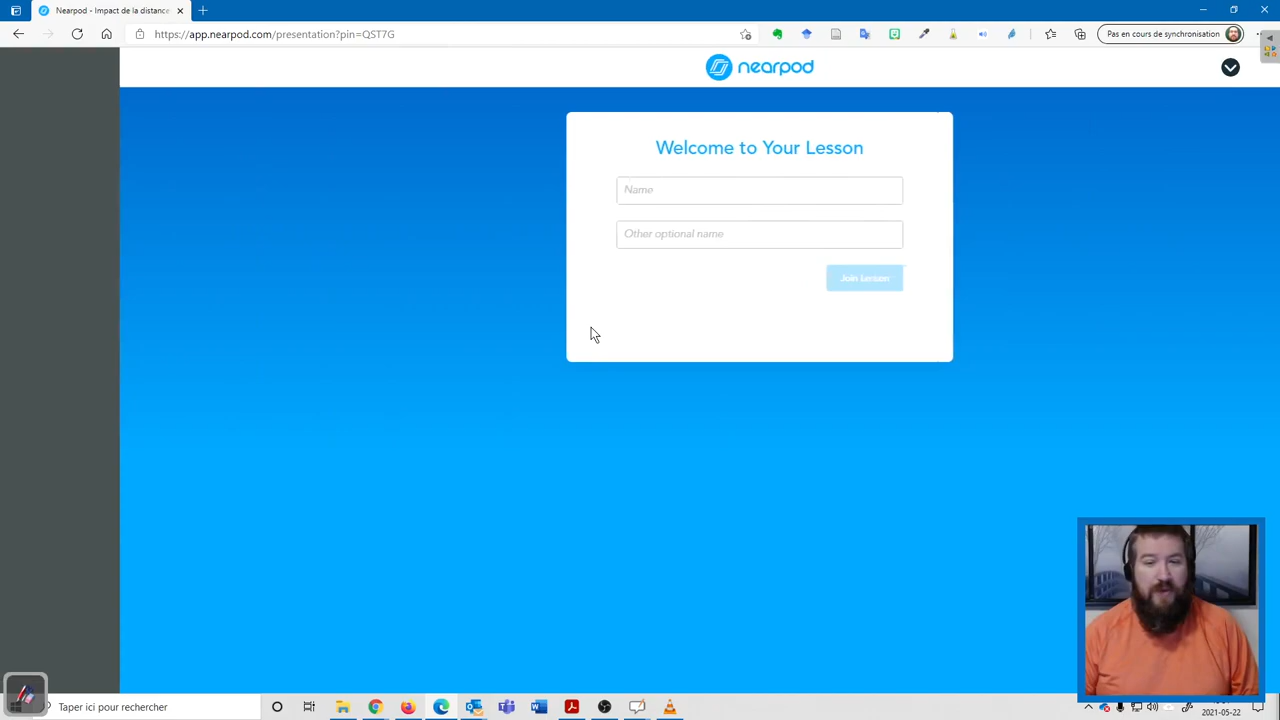 Nearpod - Impact de la distance
https://app.nearpod.com/presentation?pin=QST7G
Pas en cours de synchronisation
nearpod
Welcome to Your Lesson
Name
Other optional name
Join Lesson
Taper ici pour rechercher
2021-05-22